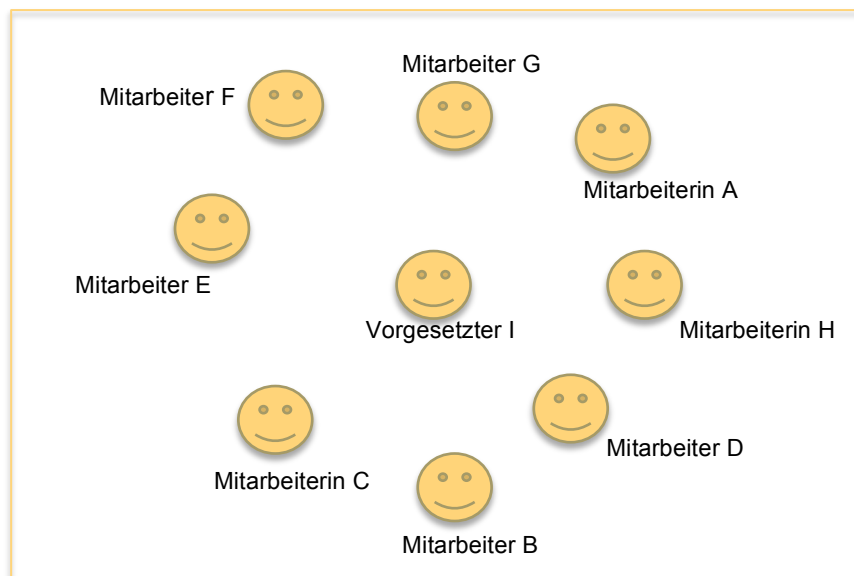 Mitarbeiter G
Mitarbeiter F
Mitarbeiterin A
Mitarbeiter E
Vorgesetzter I
Mitarbeiterin H
Mitarbeiter D
Mitarbeiterin C
Mitarbeiter B